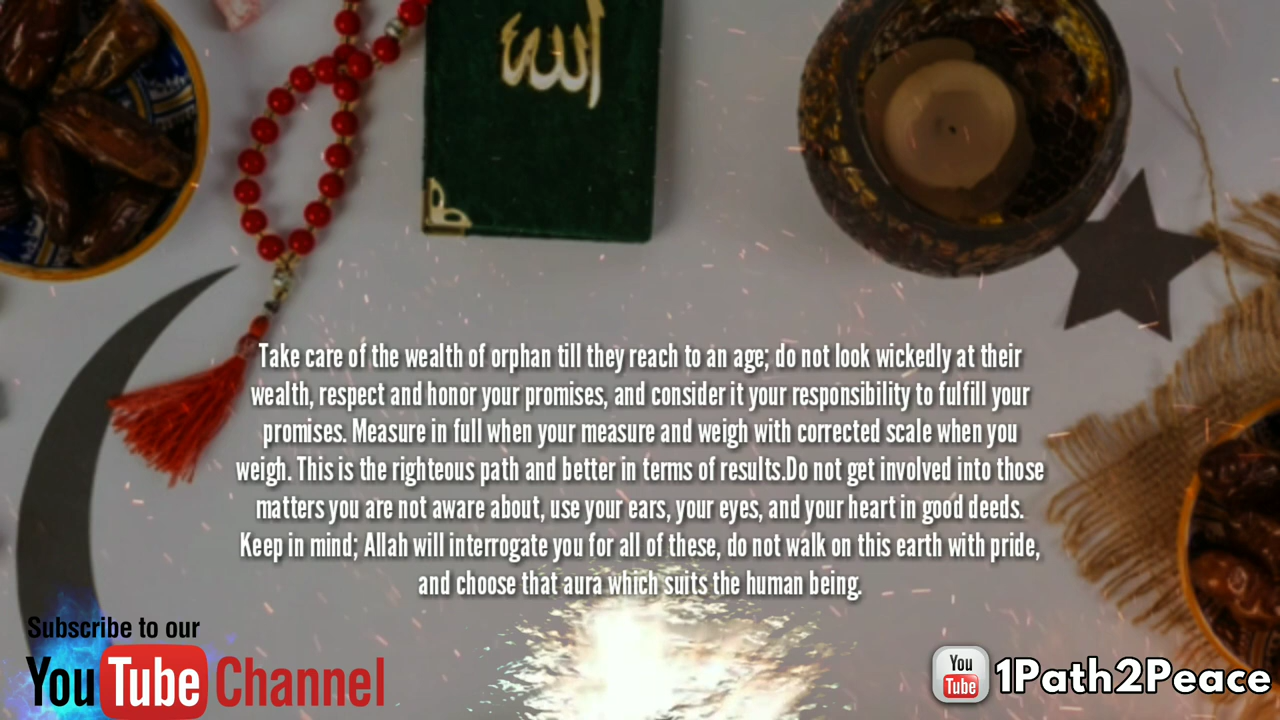 الله
Take care of the wealth of orphan till they reach to an age; do not look wickedly at their
wealth, respect and honor your promises, and consider it your responsibility to fulfill your
promises. Measure in full when your measure and weigh with corrected scale when you
weigh. This is the righteous path and better in terms of results.Do not get involved into those
matters you are not aware about, use your ears, your eyes, and your heart in good deeds.
Keep in mind; Allah will interrogate you for all of these, do not walk on this earth with pride,
and choose that aura which suits the human being.
Subscribe to our
YouTube Channel
You
Tube
1Path2Peace